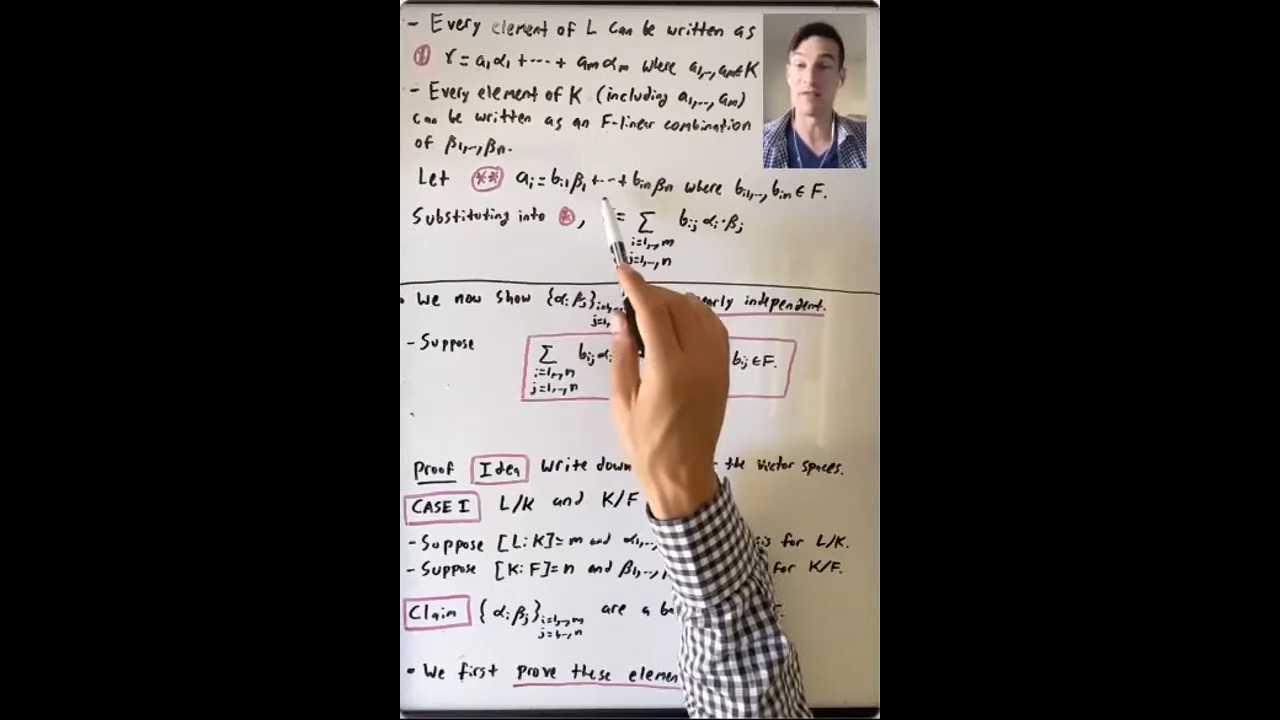 - Every element of L can be written as
① γ = a₁α₁ + ··· + aₘαₘ where a₁,..,aₘ∈K
- Every element of K (including a₁,..., aₘ)
can be written as an F-linear combination
of β₁,..,βₙ.
Let ** aᵢ = bᵢ₁β₁ + ··· + bᵢₙβₙ where bᵢ₁,..,bᵢₙ ∈ F.
Substituting into *, = ∑ bᵢⱼ αᵢ·βⱼ
i=1,..,m
j=1,..,n
• We now show {αᵢβⱼ} independent.
- Suppose ∑ bᵢⱼ bᵢⱼ ∈ F.
i=1,..,m
j=1,..,n
Proof Idea Write down the vector spaces.
CASE I L/K and K/F
- Suppose [L:K]=m and α₁,.., for L/K.
- Suppose [K:F]=n and β₁,.., for K/F.
Claim {αᵢβⱼ} i=1,..,m are a
j=1,..,n
• We first prove these